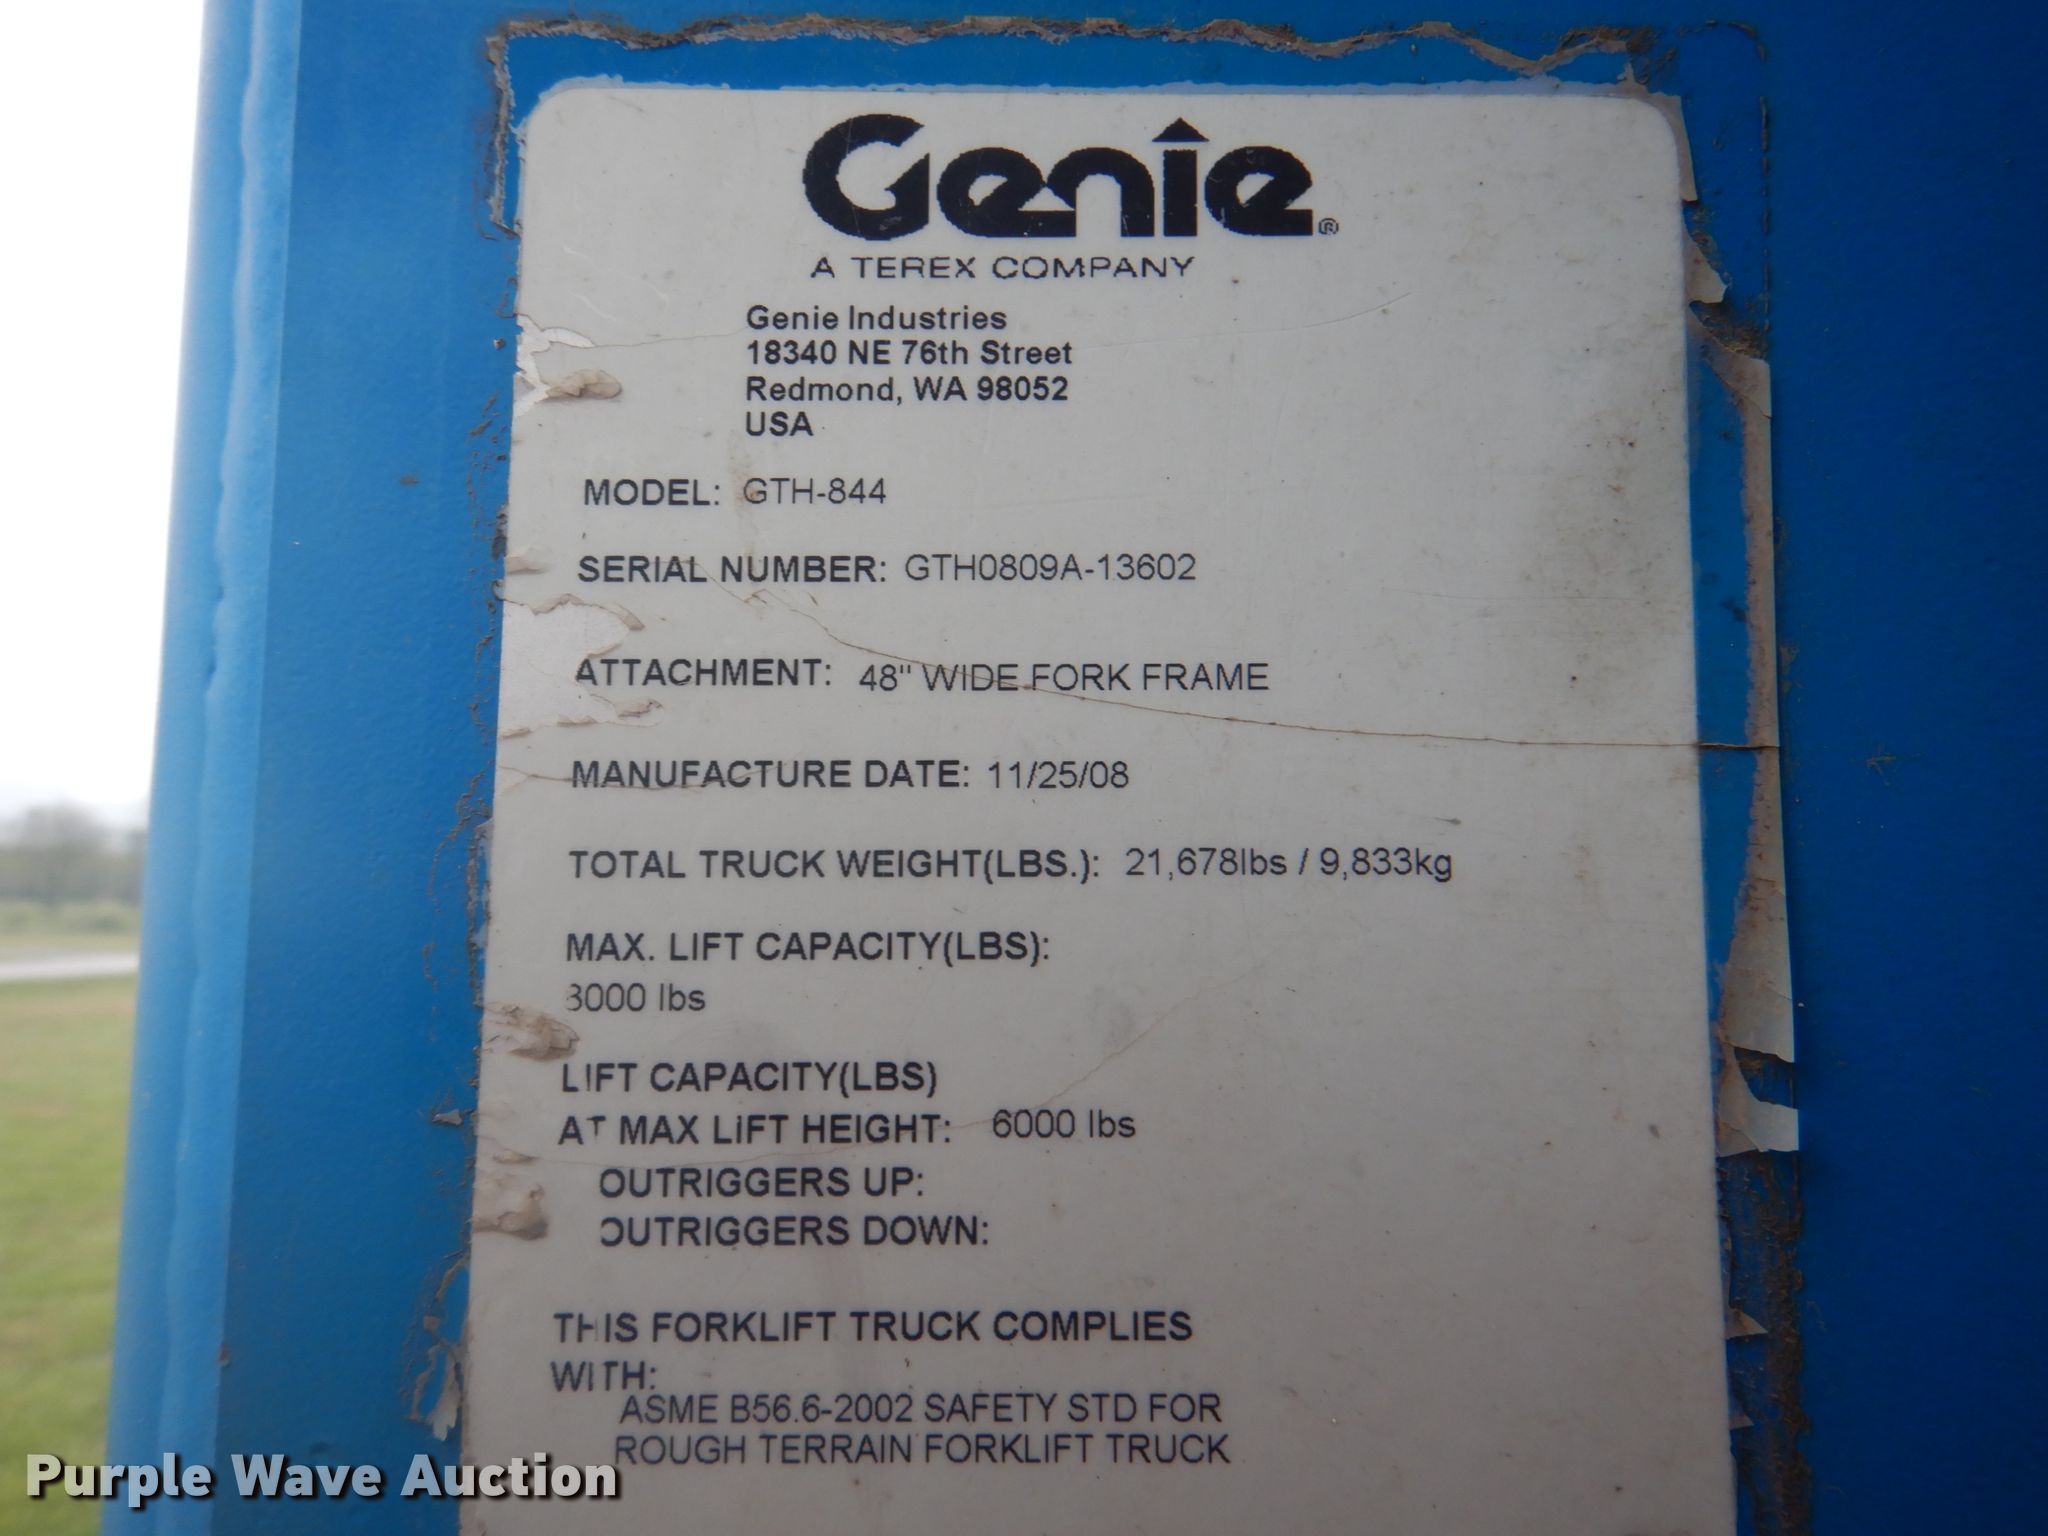 Genie®
A TEREX COMPANY
Genie Industries
18340 NE 76th Street
Redmond, WA 98052
USA
MODEL: GTH-844
SERIAL NUMBER: GTH0809A-13602
ATTACHMENT: 48" WIDE FORK FRAME
MANUFACTURE DATE: 11/25/08
TOTAL TRUCK WEIGHT(LBS.): 21,678lbs / 9,833kg
MAX. LIFT CAPACITY(LBS):
8000 lbs
LIFT CAPACITY(LBS)
AT MAX LIFT HEIGHT: 6000 lbs
OUTRIGGERS UP:
OUTRIGGERS DOWN:
THIS FORKLIFT TRUCK COMPLIES
WITH:
ASME B56.6-2002 SAFETY STD FOR
ROUGH TERRAIN FORKLIFT TRUCK
Purple Wave Auction